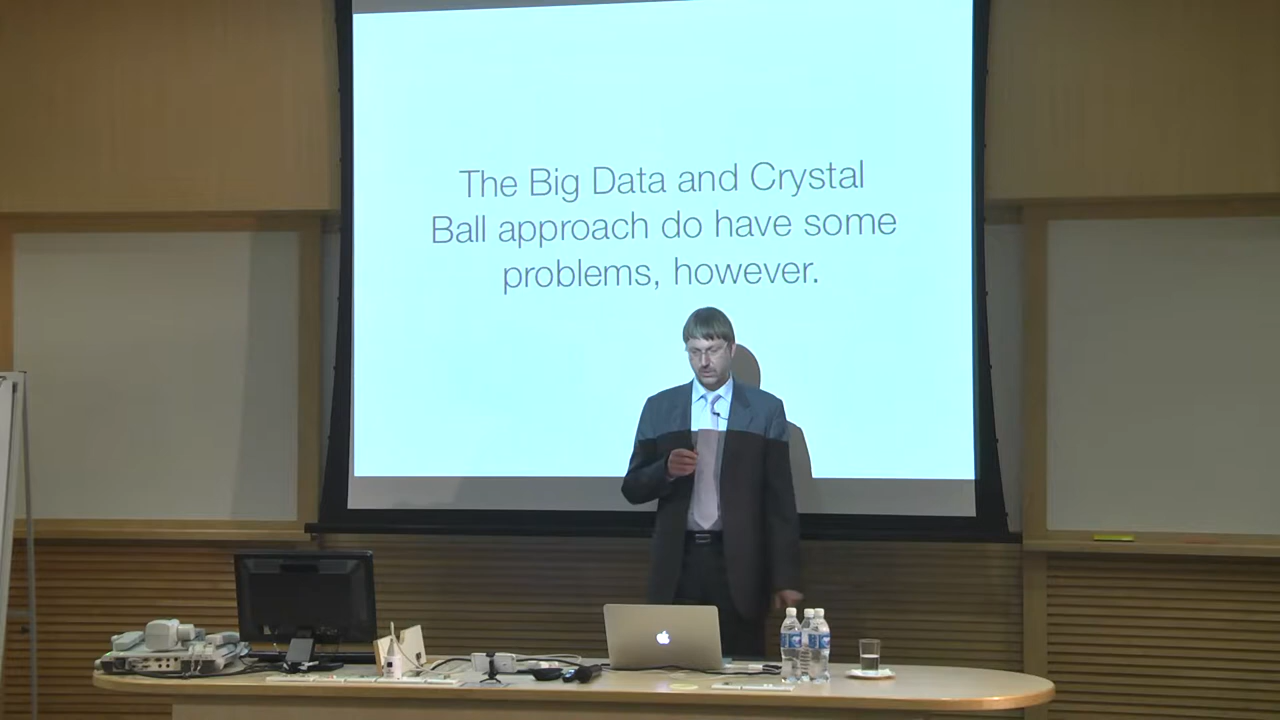 The Big Data and Crystal
Ball approach do have some
problems, however.